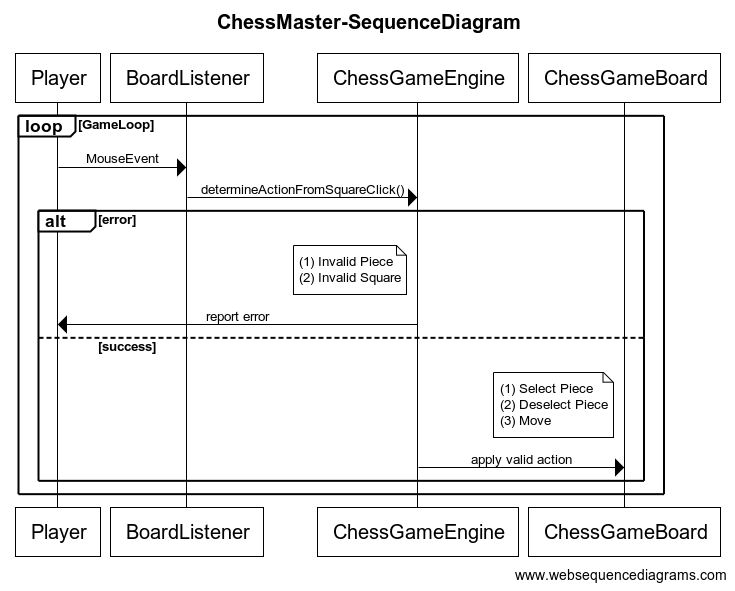 ChessMaster-SequenceDiagram
Player
BoardListener
ChessGameEngine
ChessGameBoard
loop
[GameLoop]
MouseEvent
determineActionFromSquareClick()
alt
[error]
(1) Invalid Piece
(2) Invalid Square
report error
[success]
(1) Select Piece
(2) Deselect Piece
(3) Move
apply valid action
Player
BoardListener
ChessGameEngine
ChessGameBoard
www.websequencediagrams.com